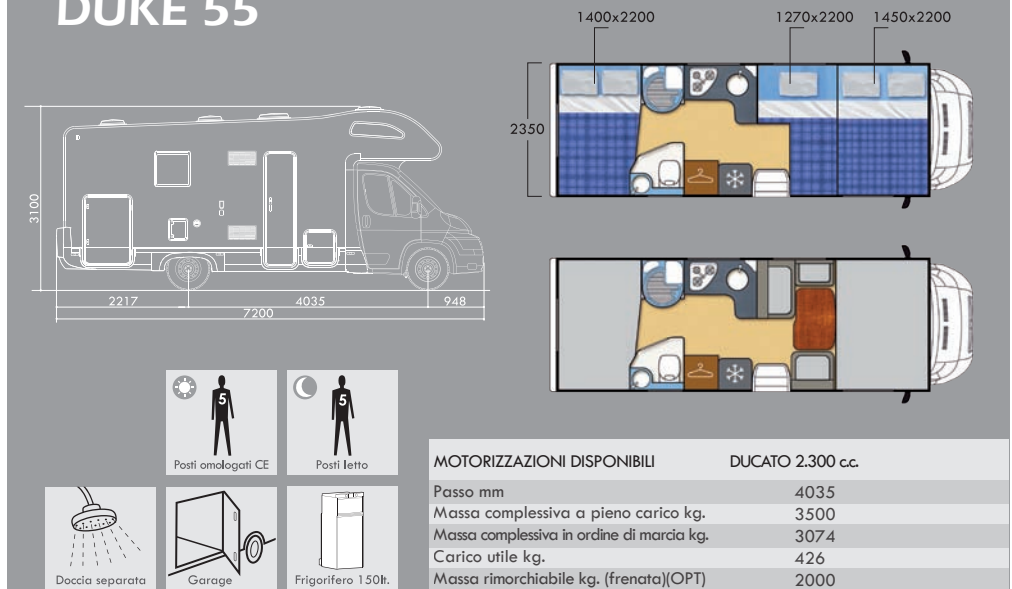 DUKE 55
1400x2200
1270x2200 1450x2200
2350
3100
2217 4035 948
7200
5 5
Posti omologati CE Posti letto
Doccia separata Garage Frigorifero 150lt.
MOTORIZZAZIONI DISPONIBILI DUCATO 2.300 c.c.
Passo mm 4035
Massa complessiva a pieno carico kg. 3500
Massa complessiva in ordine di marcia kg. 3074
Carico utile kg. 426
Massa rimorchiabile kg. (frenata)(OPT) 2000